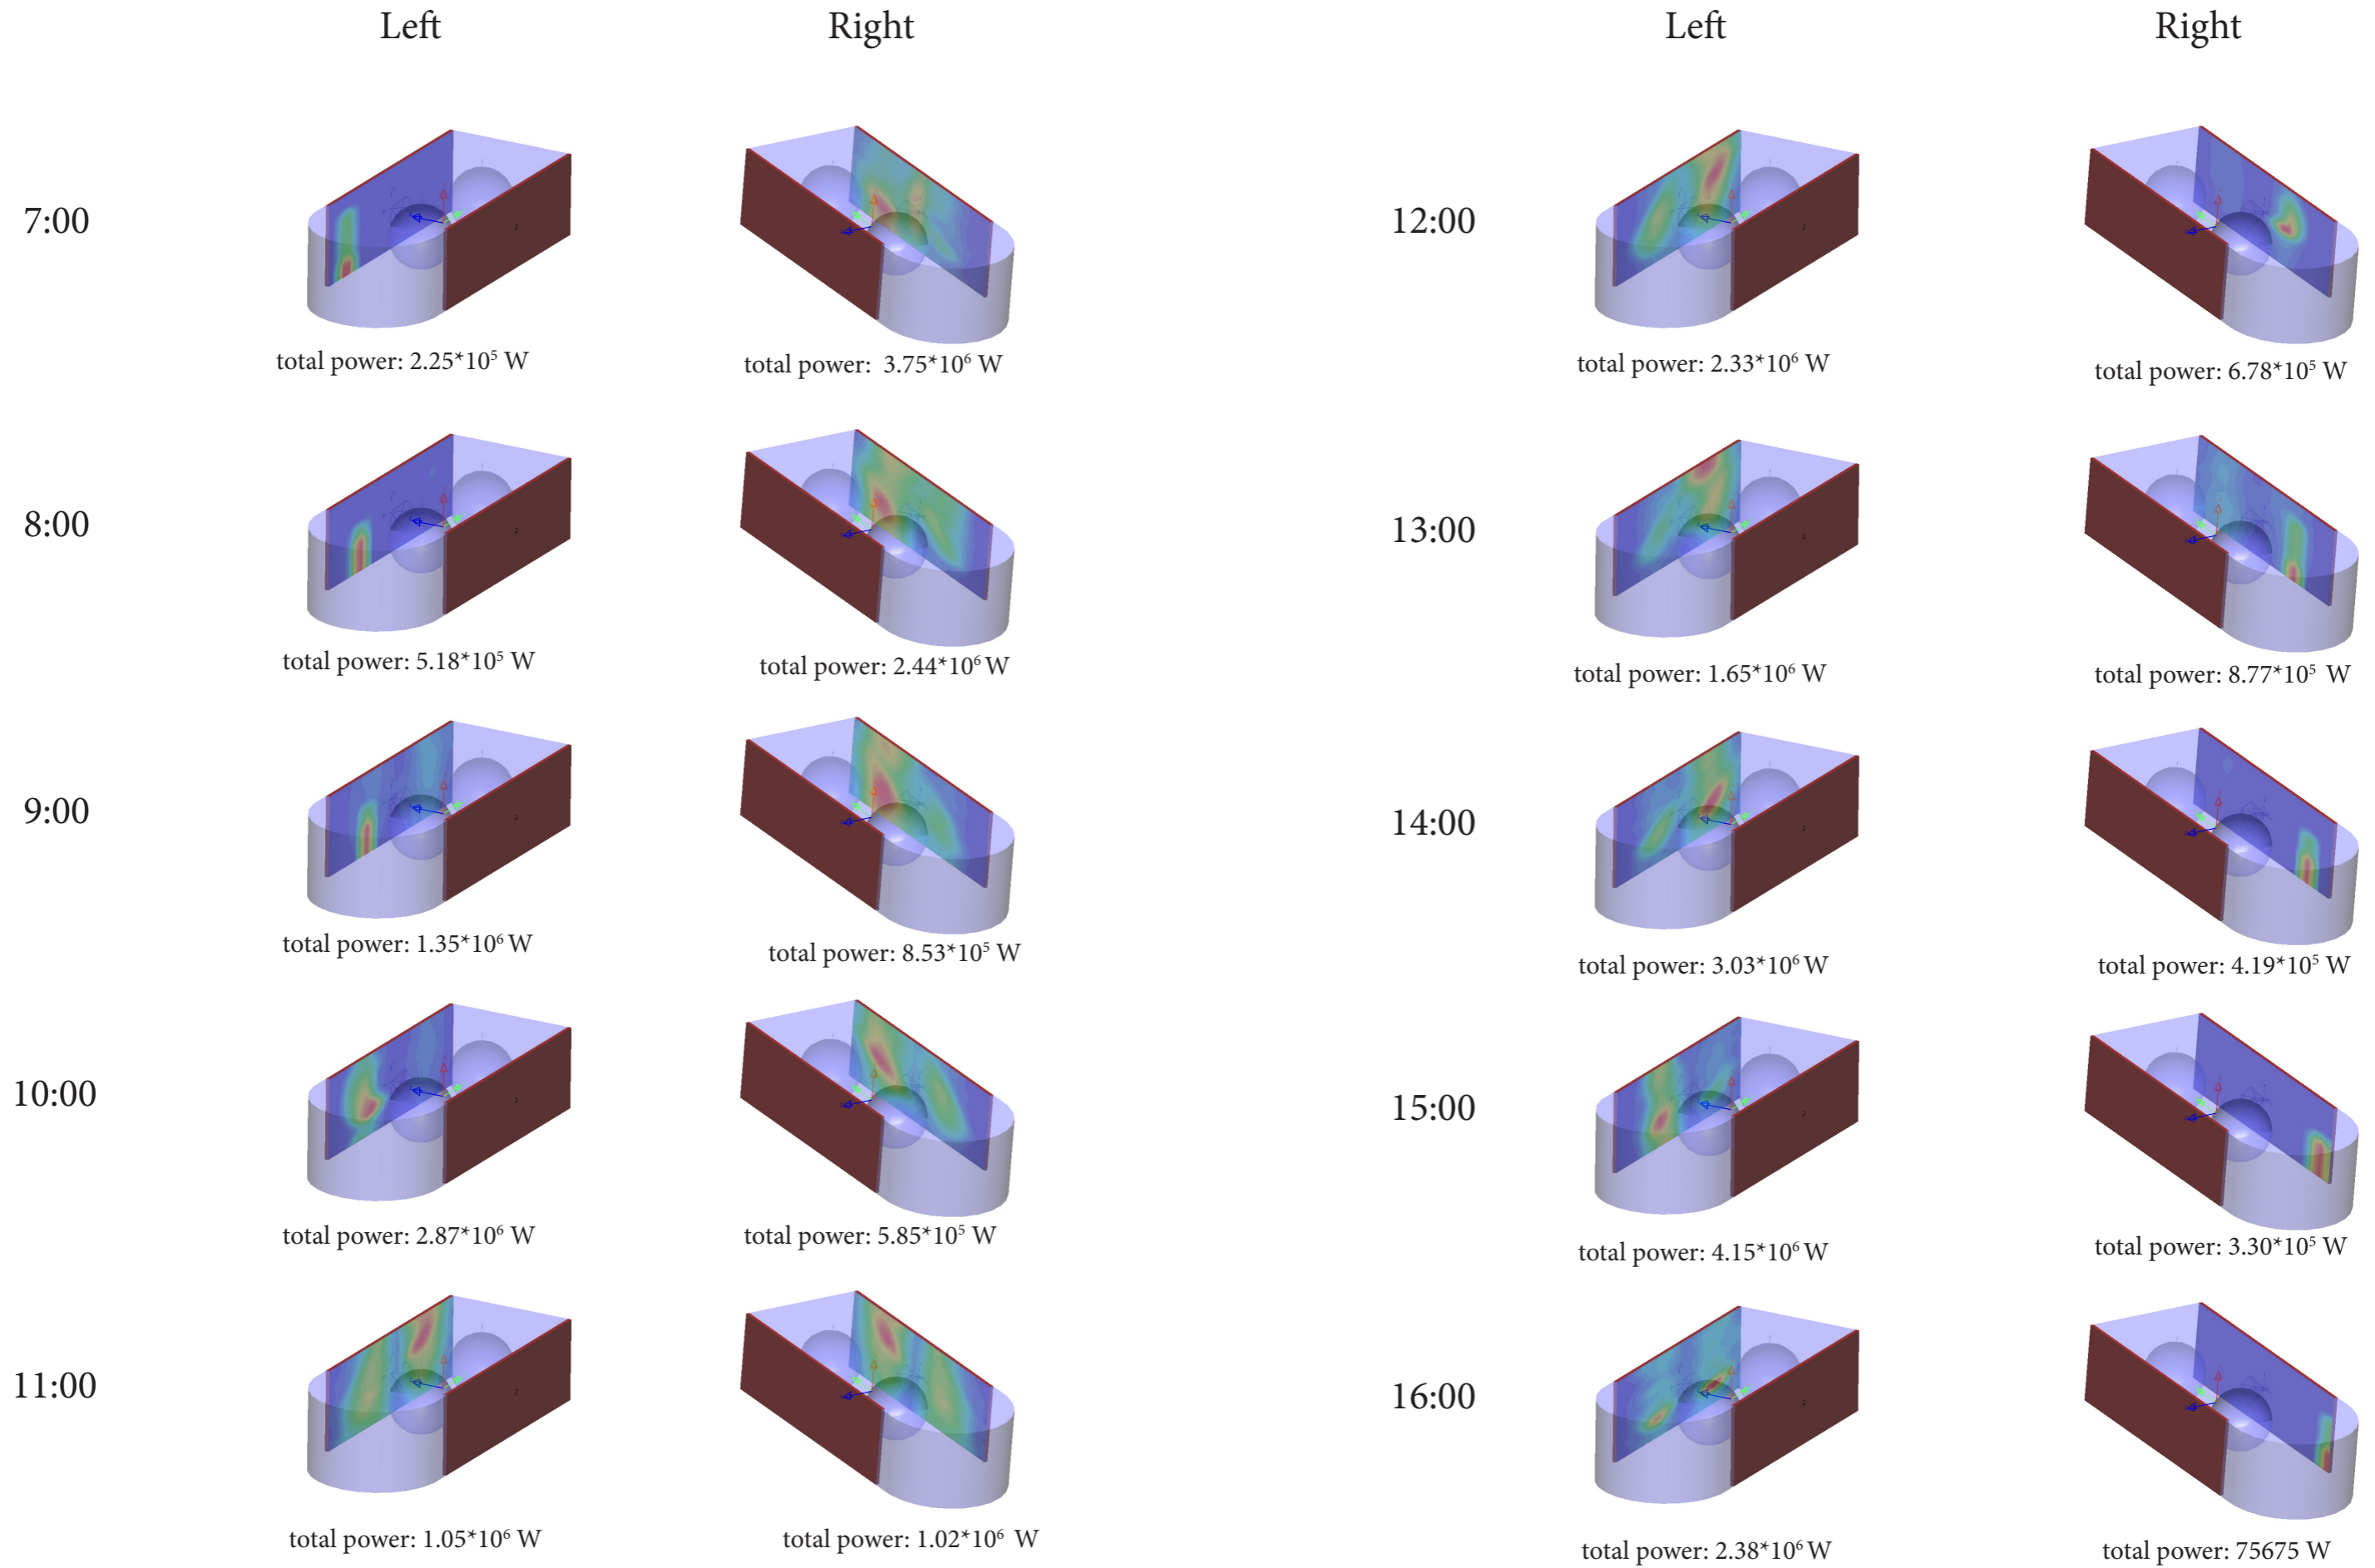 Left Right Left Right
7:00 12:00
total power: 2.25*10⁵ W total power: 3.75*10⁶ W total power: 2.33*10⁶ W total power: 6.78*10⁵ W
8:00 13:00
total power: 5.18*10⁵ W total power: 2.44*10⁶ W total power: 1.65*10⁶ W total power: 8.77*10⁵ W
9:00 14:00
total power: 1.35*10⁶ W total power: 8.53*10⁵ W total power: 3.03*10⁶ W total power: 4.19*10⁵ W
10:00 15:00
total power: 2.87*10⁶ W total power: 5.85*10⁵ W total power: 4.15*10⁶ W total power: 3.30*10⁵ W
11:00 16:00
total power: 1.05*10⁶ W total power: 1.02*10⁶ W total power: 2.38*10⁶ W total power: 75675 W